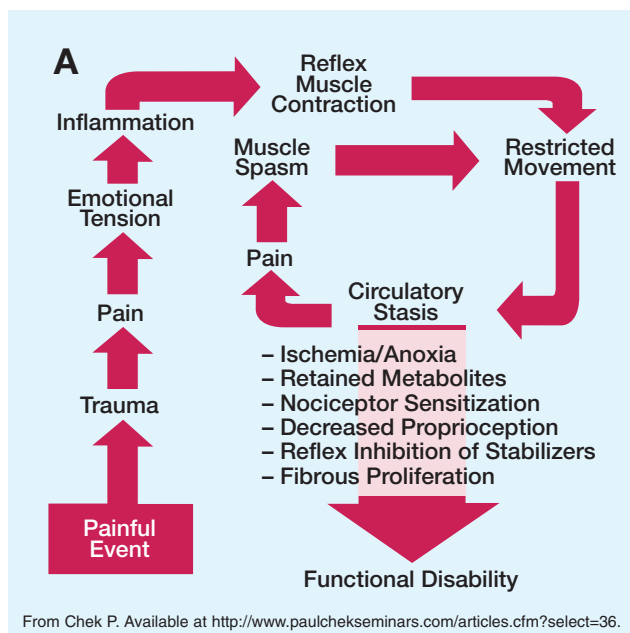 A
Painful
Event
Trauma
Pain
Emotional
Tension
Inflammation
Reflex
Muscle
Contraction
Restricted
Movement
Circulatory
Stasis
Pain
Muscle
Spasm
– Ischemia/Anoxia
– Retained Metabolites
– Nociceptor Sensitization
– Decreased Proprioception
– Reflex Inhibition of Stabilizers
– Fibrous Proliferation
Functional Disability
From Chek P. Available at http://www.paulchekseminars.com/articles.cfm?select=36.